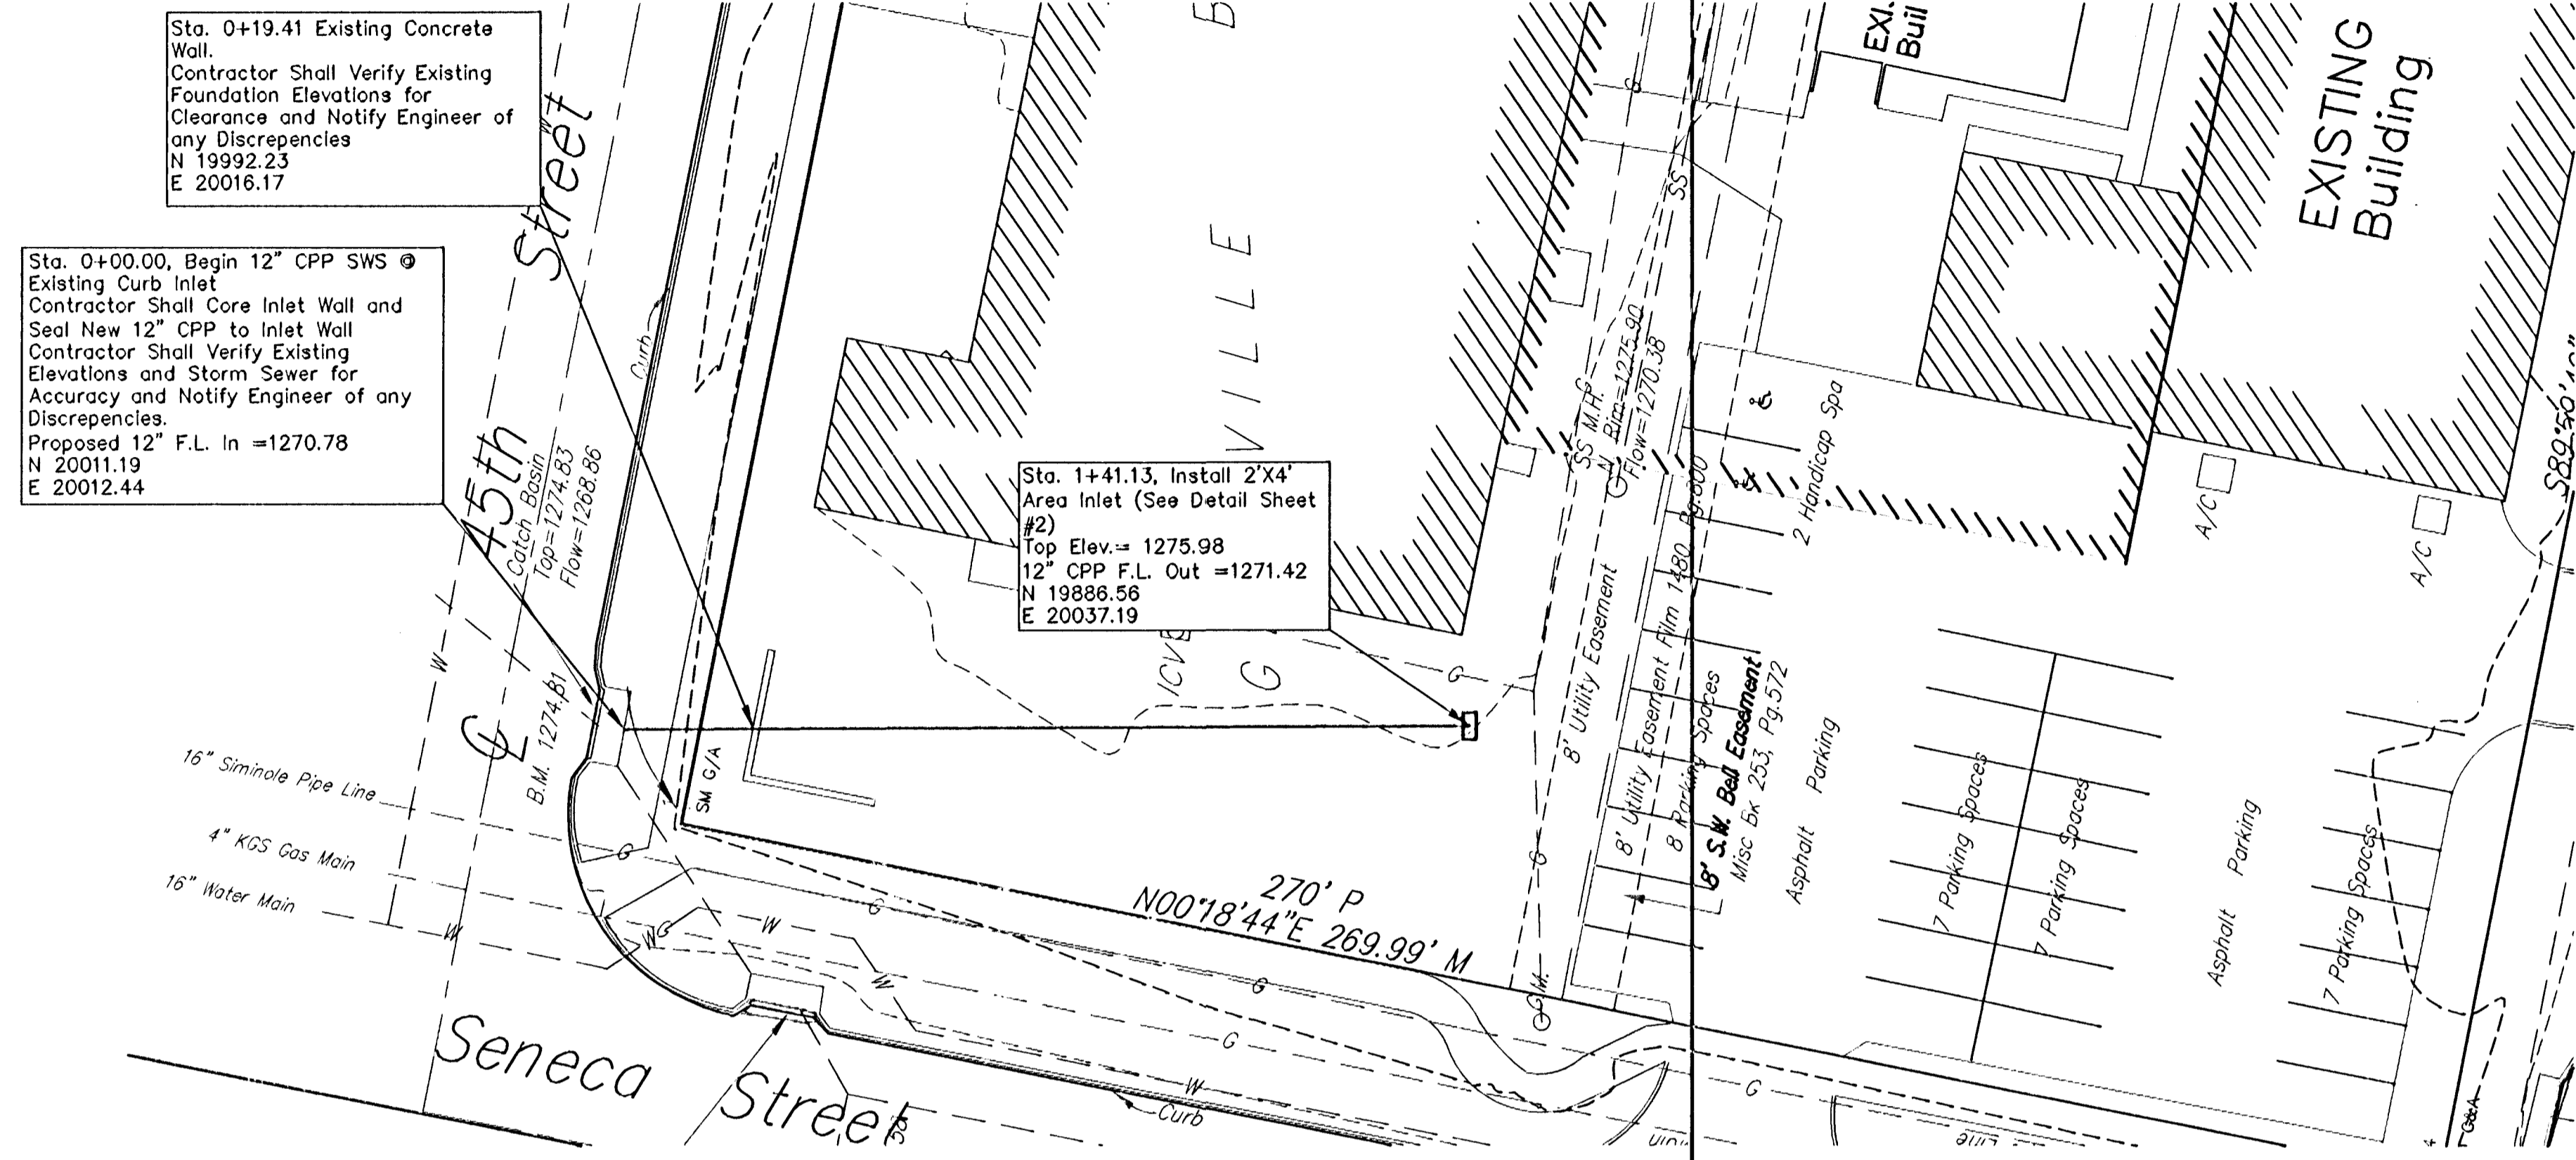 Sta. 0+19.41 Existing Concrete
Wall.
Contractor Shall Verify Existing
Foundation Elevations for
Clearance and Notify Engineer of
any Discrepencies
N 19992.23
E 20016.17
Sta. 0+00.00, Begin 12" CPP SWS @
Existing Curb Inlet
Contractor Shall Core Inlet Wall and
Seal New 12" CPP to Inlet Wall
Contractor Shall Verify Existing
Elevations and Storm Sewer for
Accuracy and Notify Engineer of any
Discrepencies.
Proposed 12" F.L. In =1270.78
N 20011.19
E 20012.44
Sta. 1+41.13, Install 2'X4'
Area Inlet (See Detail Sheet
#2)
Top Elev.= 1275.98
12" CPP F.L. Out =1271.42
N 19886.56
E 20037.19
45th Street
Catch Basin
Top=1274.83
Flow=1268.86
Curb
B.M. 1274.81
℄
16" Siminole Pipe Line
4" KGS Gas Main
16" Water Main
SM G/A
W
W
W
W
W
W
G
G
G
G
G
G
G
G
G
VILLE
G
ICV
SS
SS M.H.
Rim=1275.90
Flow=1270.38
8' Utility Easement
8' Utility Easement Film 1480, Pg.800
8 Parking Spaces
8' S.W. Bell Easement
Misc Bk 253, Pg.572
2 Handicap Spa
Asphalt Parking
7 Parking Spaces
7 Parking Spaces
Asphalt Parking
7 Parking Spaces
A/C
A/C
EXI.
Buil
EXISTING
Building
270' P
N00°18'44"E 269.99' M
G.M.
Seneca Street
50'
Curb